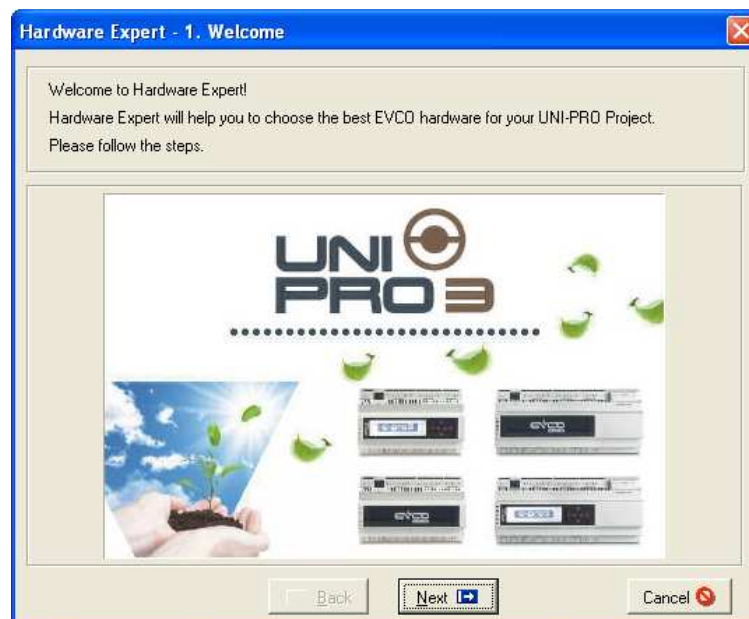 Hardware Expert - 1. Welcome
Welcome to Hardware Expert!
Hardware Expert will help you to choose the best EVCO hardware for your UNI-PRO Project.
Please follow the steps.
UNI
PRO 3
EVCO
EVCO
Back
Next
Cancel